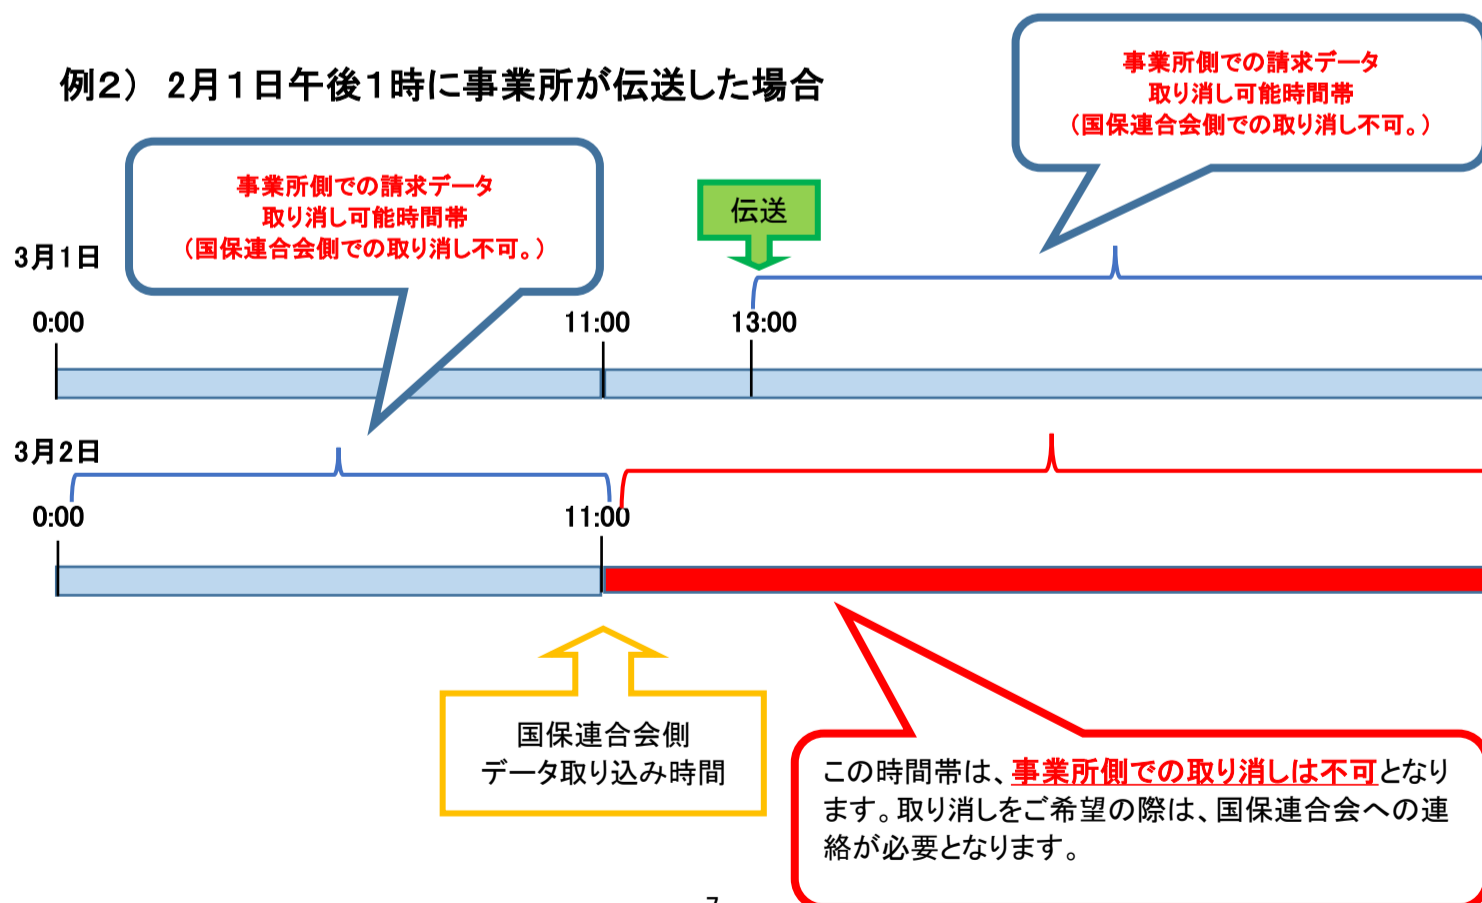 例2） 2月1日午後1時に事業所が伝送した場合
事業所側での請求データ
取り消し可能時間帯
（国保連合会側での取り消し不可。）
事業所側での請求データ
取り消し可能時間帯
（国保連合会側での取り消し不可。）
伝送
3月1日
0:00
11:00
13:00
3月2日
0:00
11:00
国保連合会側
データ取り込み時間
この時間帯は、事業所側での取り消しは不可となり
ます。取り消しをご希望の際は、国保連合会への連
絡が必要となります。
7